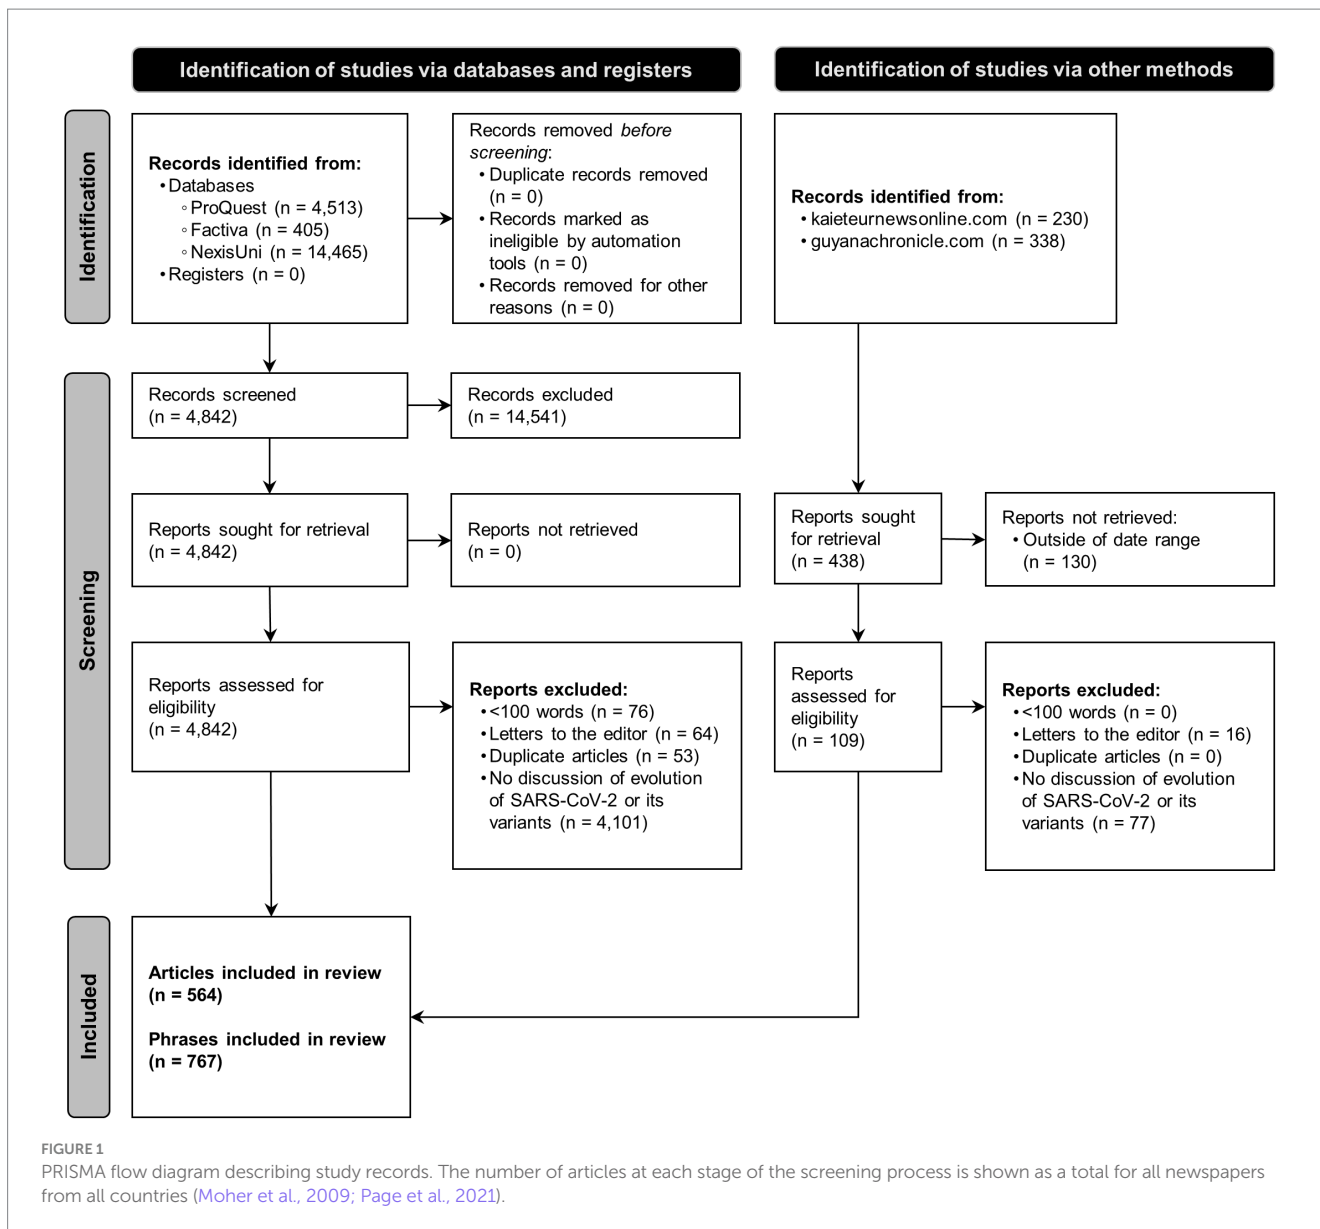 Identification of studies via databases and registers
Identification of studies via other methods
Identification
Records identified from:
• Databases
◦ ProQuest (n = 4,513)
◦ Factiva (n = 405)
◦ NexisUni (n = 14,465)
• Registers (n = 0)
Records removed before
screening:
• Duplicate records removed
(n = 0)
• Records marked as
ineligible by automation
tools (n = 0)
• Records removed for other
reasons (n = 0)
Records identified from:
• kaieteurnewsonline.com (n = 230)
• guyanachronicle.com (n = 338)
Screening
Records screened
(n = 4,842)
Records excluded
(n = 14,541)
Reports sought for retrieval
(n = 4,842)
Reports not retrieved
(n = 0)
Reports sought
for retrieval
(n = 438)
Reports not retrieved:
• Outside of date range
(n = 130)
Reports assessed for
eligibility
(n = 4,842)
Reports excluded:
• <100 words (n = 76)
• Letters to the editor (n = 64)
• Duplicate articles (n = 53)
• No discussion of evolution
of SARS-CoV-2 or its
variants (n = 4,101)
Reports
assessed for
eligibility
(n = 109)
Reports excluded:
• <100 words (n = 0)
• Letters to the editor (n = 16)
• Duplicate articles (n = 0)
• No discussion of evolution
of SARS-CoV-2 or its
variants (n = 77)
Included
Articles included in review
(n = 564)
Phrases included in review
(n = 767)
FIGURE 1
PRISMA flow diagram describing study records. The number of articles at each stage of the screening process is shown as a total for all newspapers
from all countries (Moher et al., 2009; Page et al., 2021).